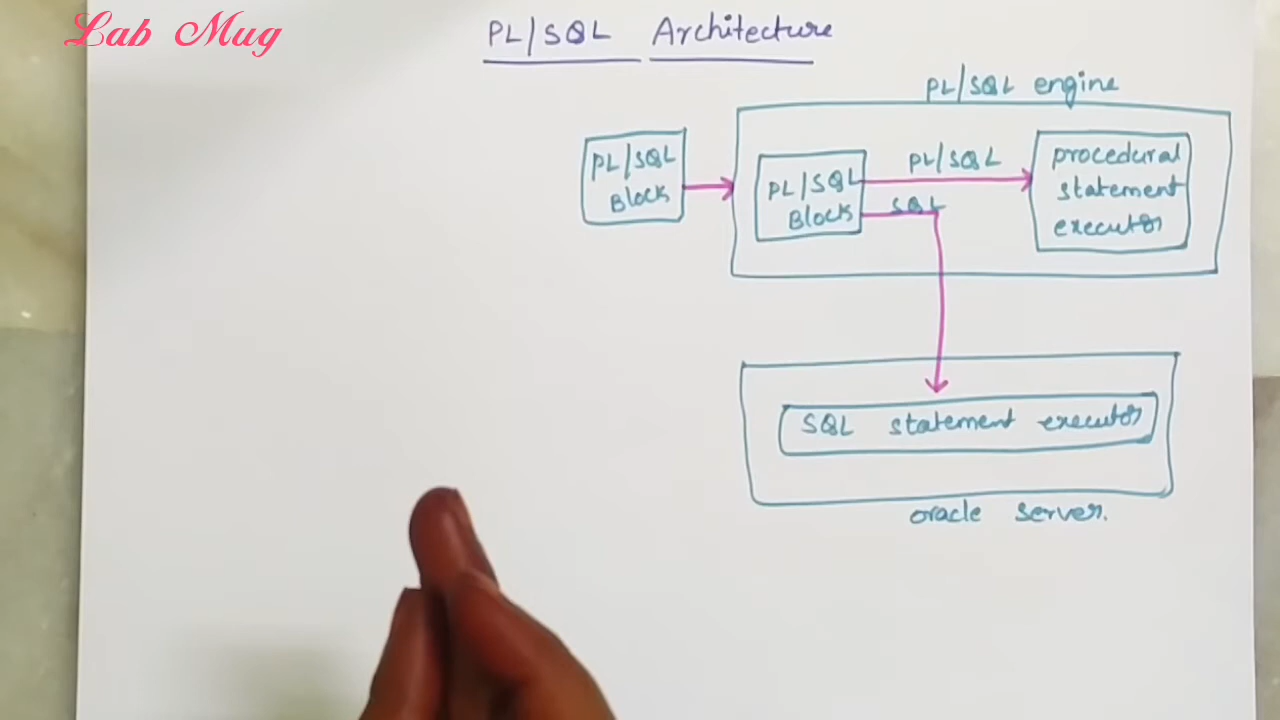 Lab Mug
PL/SQL Architecture
PL/SQL engine
PL/SQL
Block
PL/SQL
Block
PL/SQL
SQL
procedural
statement
executor
SQL statement executor
oracle server.